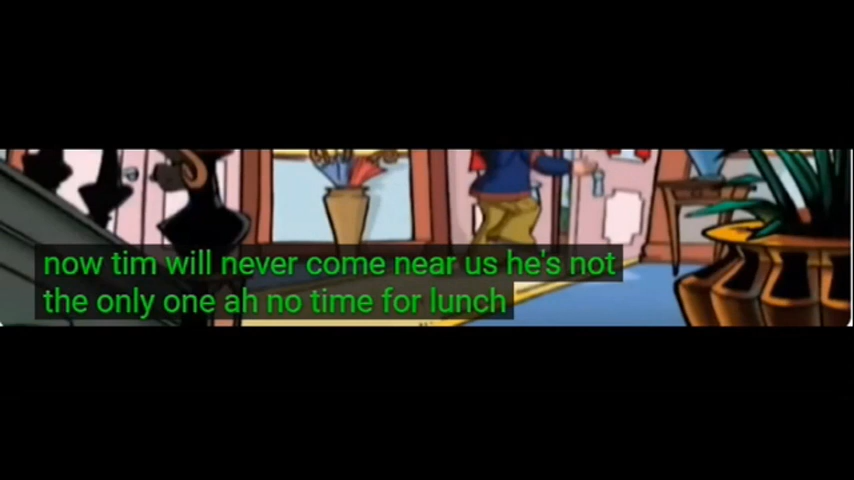 now tim will never come near us he's not
the only one ah no time for lunch